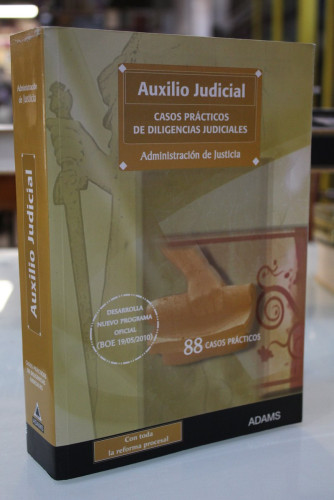 Auxilio Judicial
CASOS PRÁCTICOS
DE DILIGENCIAS JUDICIALES
Administración de Justicia
DESARROLLA
NUEVO PROGRAMA
OFICIAL
(BOE 19/05/2010)
88 CASOS PRÁCTICOS
Con toda
la reforma procesal
ADAMS
Administración
de Justicia
Auxilio Judicial